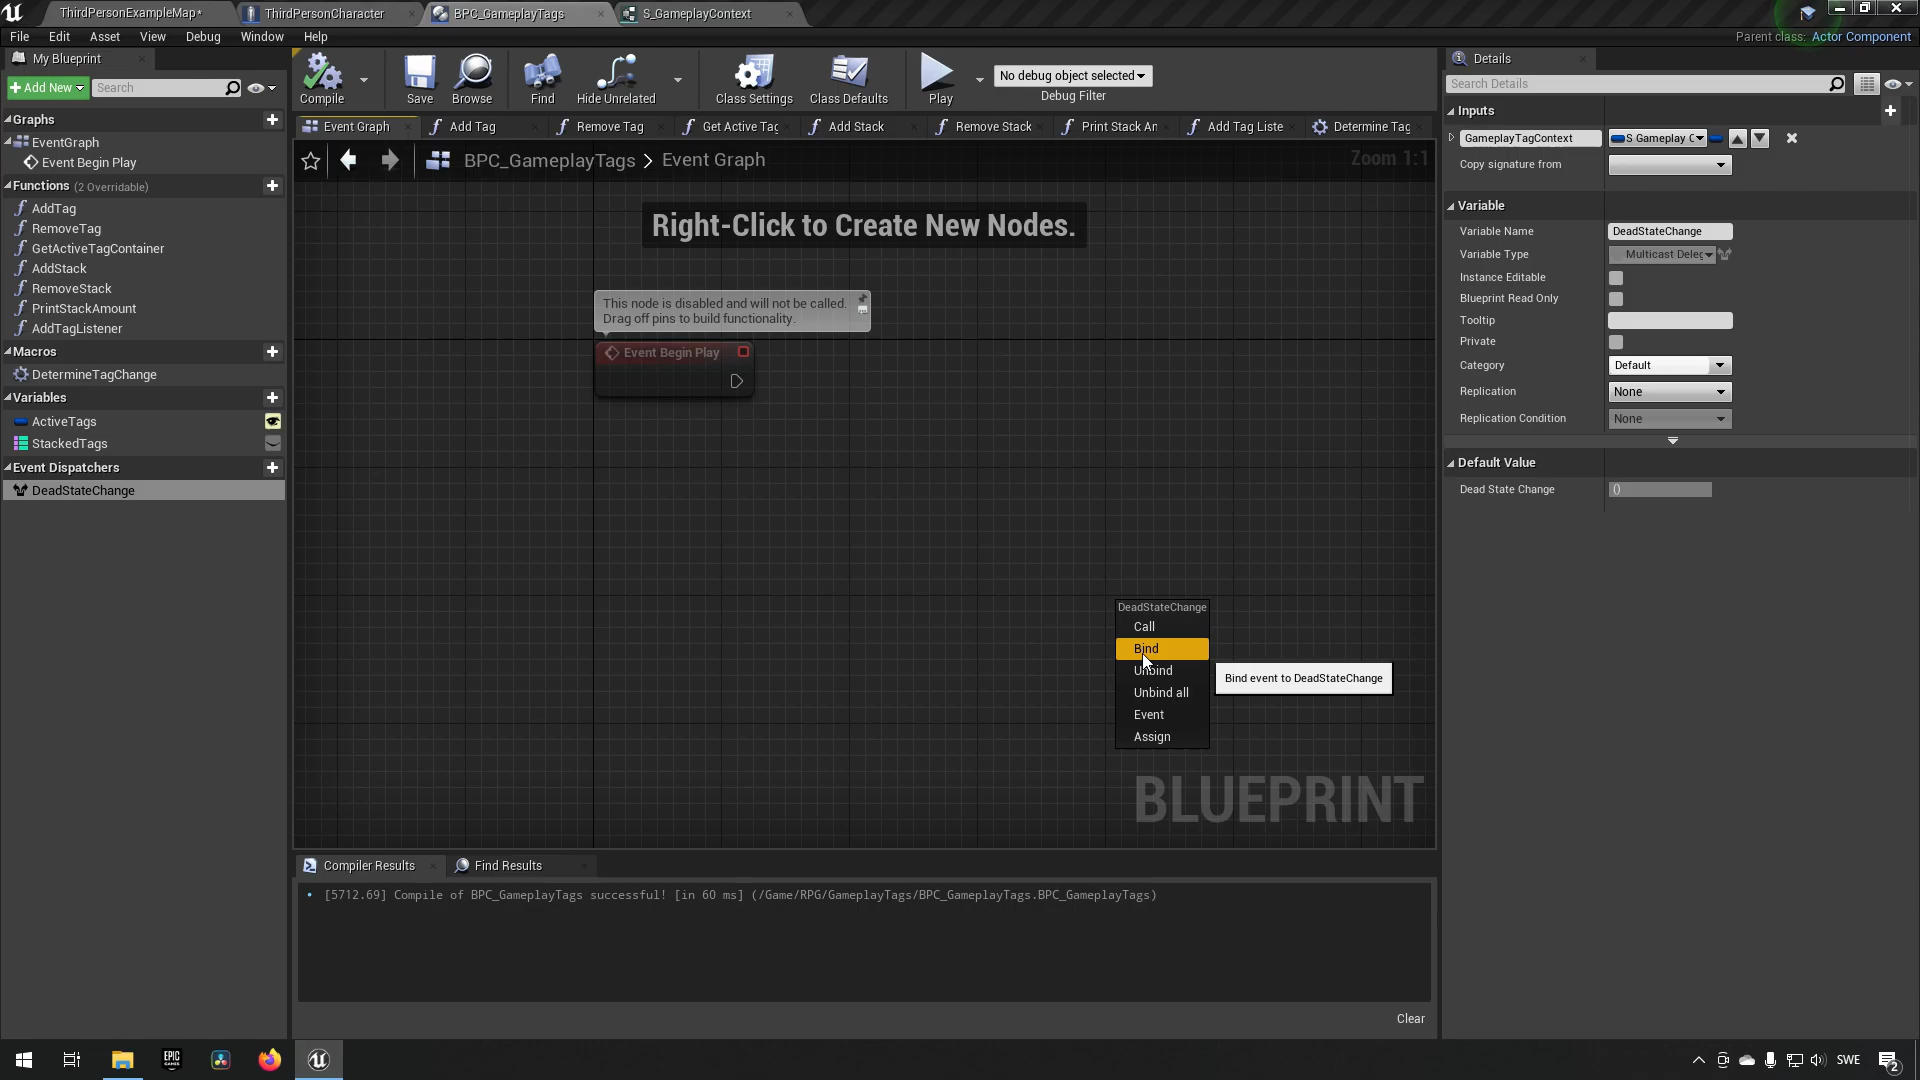 ThirdPersonExampleMap*
ThirdPersonCharacter
BPC_GameplayTags
S_GameplayContext
File
Edit
Asset
View
Debug
Window
Help
Parent class: Actor Component
My Blueprint
Add New
Search
Compile
Save
Browse
Find
Hide Unrelated
Class Settings
Class Defaults
Play
No debug object selected
Debug Filter
Details
Search Details
Graphs
EventGraph
Event Begin Play
Functions (2 Overridable)
AddTag
RemoveTag
GetActiveTagContainer
AddStack
RemoveStack
PrintStackAmount
AddTagListener
Macros
DetermineTagChange
Variables
ActiveTags
StackedTags
Event Dispatchers
DeadStateChange
Event Graph
Add Tag
Remove Tag
Get Active Tag
Add Stack
Remove Stack
Print Stack An
Add Tag Liste
Determine Tag
BPC_GameplayTags > Event Graph
Zoom 1:1
Right-Click to Create New Nodes.
This node is disabled and will not be called.
Drag off pins to build functionality.
Event Begin Play
DeadStateChange
Call
Bind
Unbind
Unbind all
Event
Assign
Bind event to DeadStateChange
BLUEPRINT
Compiler Results
Find Results
[5712.69] Compile of BPC_GameplayTags successful! [in 60 ms] (/Game/RPG/GameplayTags/BPC_GameplayTags.BPC_GameplayTags)
Clear
Inputs
GameplayTagContext
S Gameplay C
Copy signature from
Variable
Variable Name
DeadStateChange
Variable Type
Multicast Deleg
Instance Editable
Blueprint Read Only
Tooltip
Private
Category
Default
Replication
None
Replication Condition
None
Default Value
Dead State Change
()
EPIC
GAMES
SWE
2